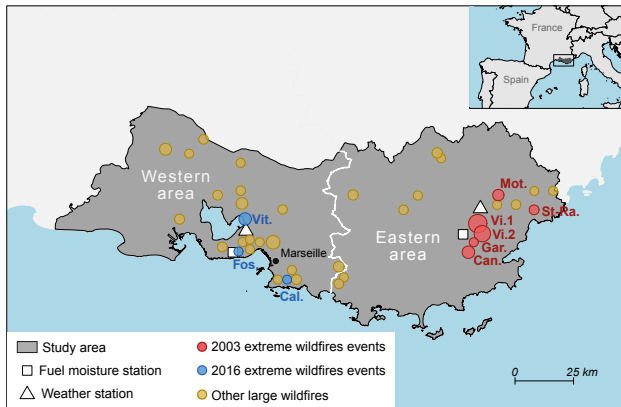 France
Spain
Western
area
Mot.
St-Ra.
Vit.
Vi.1
Vi.2
Eastern
area
Gar.
Can.
Marseille
Fos.
Cal.
Study area
Fuel moisture station
Weather station
2003 extreme wildfires events
2016 extreme wildfires events
Other large wildfires
0 25 km